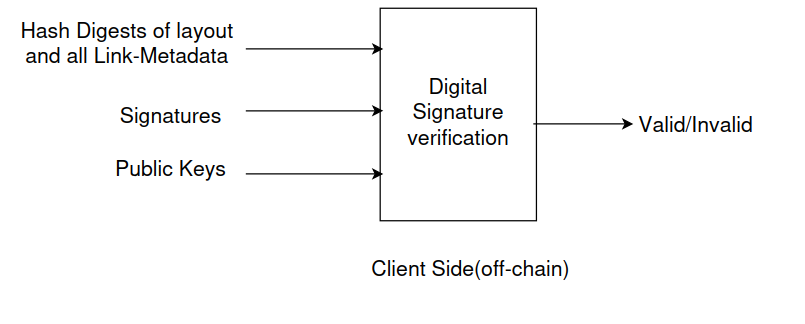 Hash Digests of layout
and all Link-Metadata
Signatures
Public Keys
Digital
Signature
verification
Valid/Invalid
Client Side(off-chain)